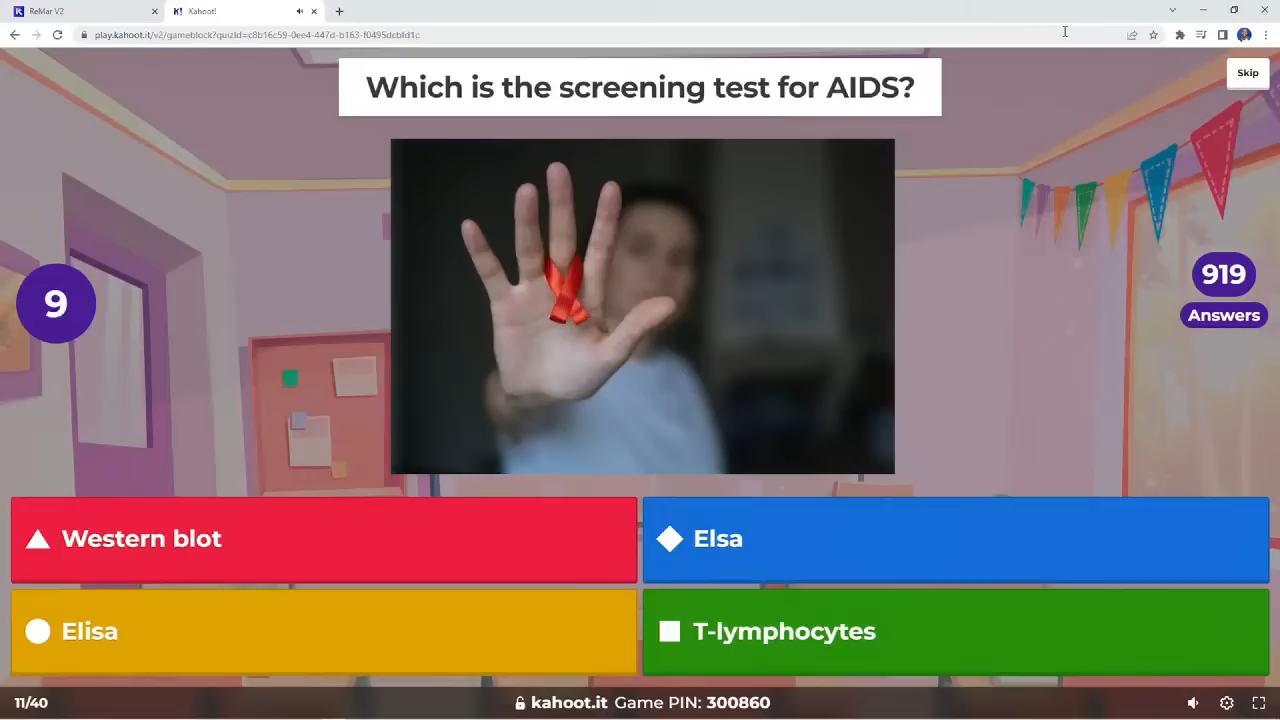 ReMar V2
K! Kahoot!
play.kahoot.it/v2/gameblock?quizId=c8b16c59-0ee4-447d-b163-f0495dcbfd1c
Which is the screening test for AIDS?
Skip
9
919
Answers
Western blot
Elsa
Elisa
T-lymphocytes
11/40
kahoot.it Game PIN: 300860